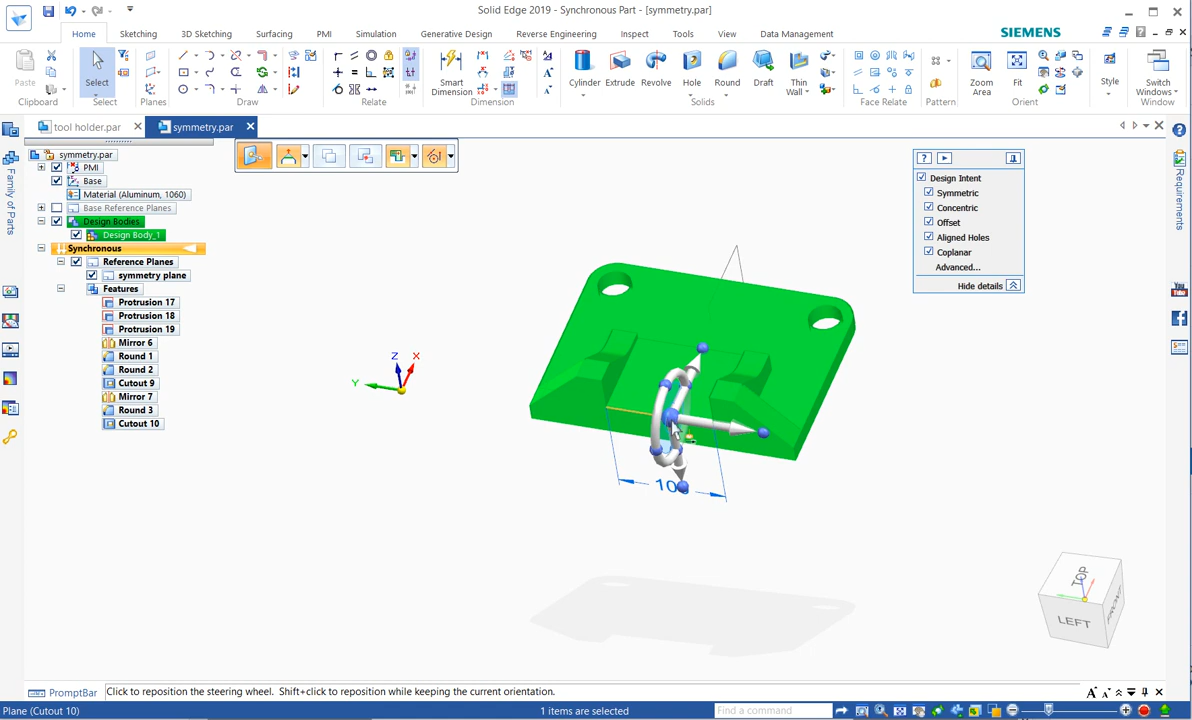 Solid Edge 2019 - Synchronous Part - [symmetry.par]
Home
Sketching
3D Sketching
Surfacing
PMI
Simulation
Generative Design
Reverse Engineering
Inspect
Tools
View
Data Management
SIEMENS
Paste
Select
Smart
Dimension
Cylinder
Extrude
Revolve
Hole
Round
Draft
Thin
Wall
Zoom
Area
Fit
Style
Switch
Windows
Clipboard
Select
Planes
Draw
Relate
Dimension
Solids
Face Relate
Pattern
Orient
Window
tool holder.par
symmetry.par
Family of Parts
Requirements
symmetry.par
PMI
Base
Material (Aluminum, 1060)
Base Reference Planes
Design Bodies
Design Body_1
Synchronous
Reference Planes
symmetry plane
Features
Protrusion 17
Protrusion 18
Protrusion 19
Mirror 6
Round 1
Round 2
Cutout 9
Mirror 7
Round 3
Cutout 10
Design Intent
Symmetric
Concentric
Offset
Aligned Holes
Coplanar
Advanced...
Hide details
Z
X
Y
TOP
LEFT
PromptBar
Click to reposition the steering wheel. Shift+click to reposition while keeping the current orientation.
Plane (Cutout 10)
1 items are selected
Find a command